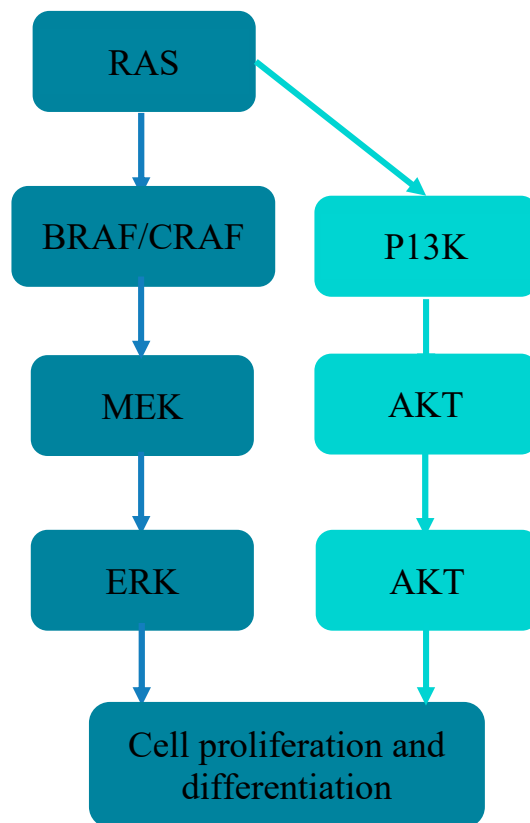 RAS
BRAF/CRAF
P13K
MEK
AKT
ERK
AKT
Cell proliferation and
differentiation